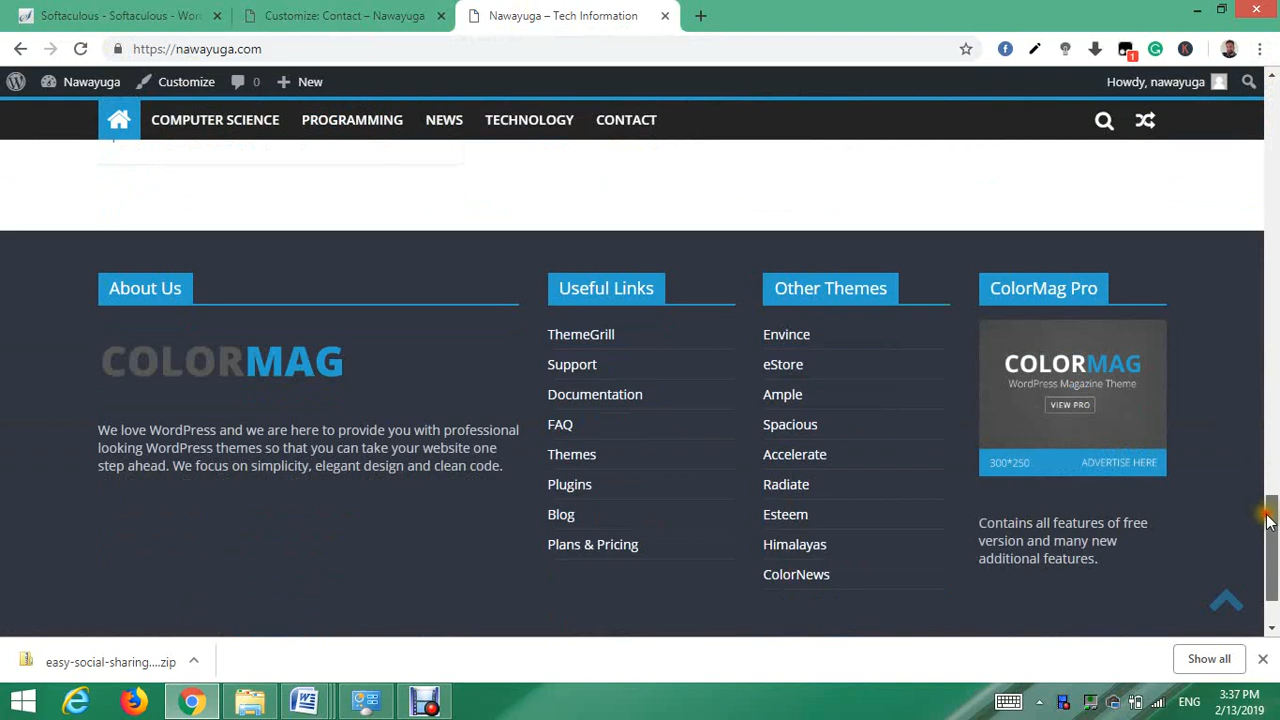 Softaculous - Softaculous - Wor
Customize: Contact – Nawayuga
Nawayuga – Tech Information
https://nawayuga.com
1
Nawayuga
Customize
0
New
Howdy, nawayuga
COMPUTER SCIENCE
PROGRAMMING
NEWS
TECHNOLOGY
CONTACT
About Us
COLORMAG
We love WordPress and we are here to provide you with professional
looking WordPress themes so that you can take your website one
step ahead. We focus on simplicity, elegant design and clean code.
Useful Links
ThemeGrill
Support
Documentation
FAQ
Themes
Plugins
Blog
Plans & Pricing
Other Themes
Envince
eStore
Ample
Spacious
Accelerate
Radiate
Esteem
Himalayas
ColorNews
ColorMag Pro
COLORMAG
WordPress Magazine Theme
VIEW PRO
300*250
ADVERTISE HERE
Contains all features of free
version and many new
additional features.
easy-social-sharing....zip
Show all
ENG
3:37 PM
2/13/2019